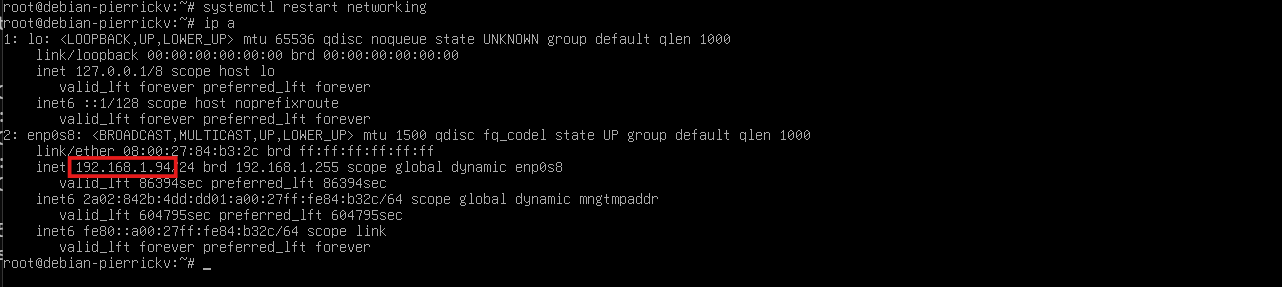 root@debian-pierrickv:~# systemctl restart networking
root@debian-pierrickv:~# ip a
1: lo: <LOOPBACK,UP,LOWER_UP> mtu 65536 qdisc noqueue state UNKNOWN group default qlen 1000
link/loopback 00:00:00:00:00:00 brd 00:00:00:00:00:00
inet 127.0.0.1/8 scope host lo
valid_lft forever preferred_lft forever
inet6 ::1/128 scope host noprefixroute
valid_lft forever preferred_lft forever
2: enp0s8: <BROADCAST,MULTICAST,UP,LOWER_UP> mtu 1500 qdisc fq_codel state UP group default qlen 1000
link/ether 08:00:27:84:b3:2c brd ff:ff:ff:ff:ff:ff
inet 192.168.1.94/24 brd 192.168.1.255 scope global dynamic enp0s8
valid_lft 86394sec preferred_lft 86394sec
inet6 2a02:842b:4dd:dd01:a00:27ff:fe84:b32c/64 scope global dynamic mngtmpaddr
valid_lft 604795sec preferred_lft 604795sec
inet6 fe80::a00:27ff:fe84:b32c/64 scope link
valid_lft forever preferred_lft forever
root@debian-pierrickv:~# _